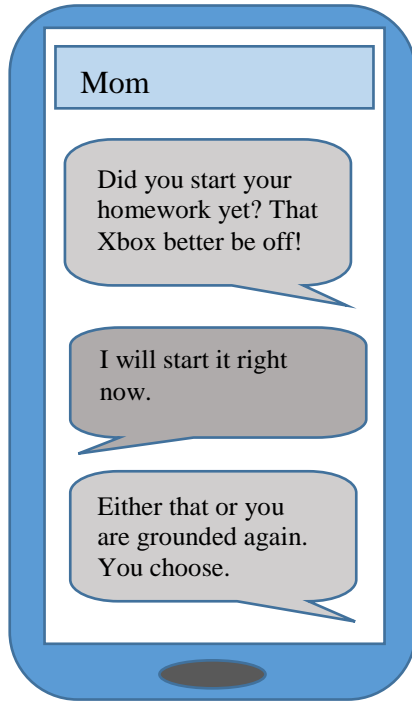 Mom
Did you start your
homework yet? That
Xbox better be off!
I will start it right
now.
Either that or you
are grounded again.
You choose.